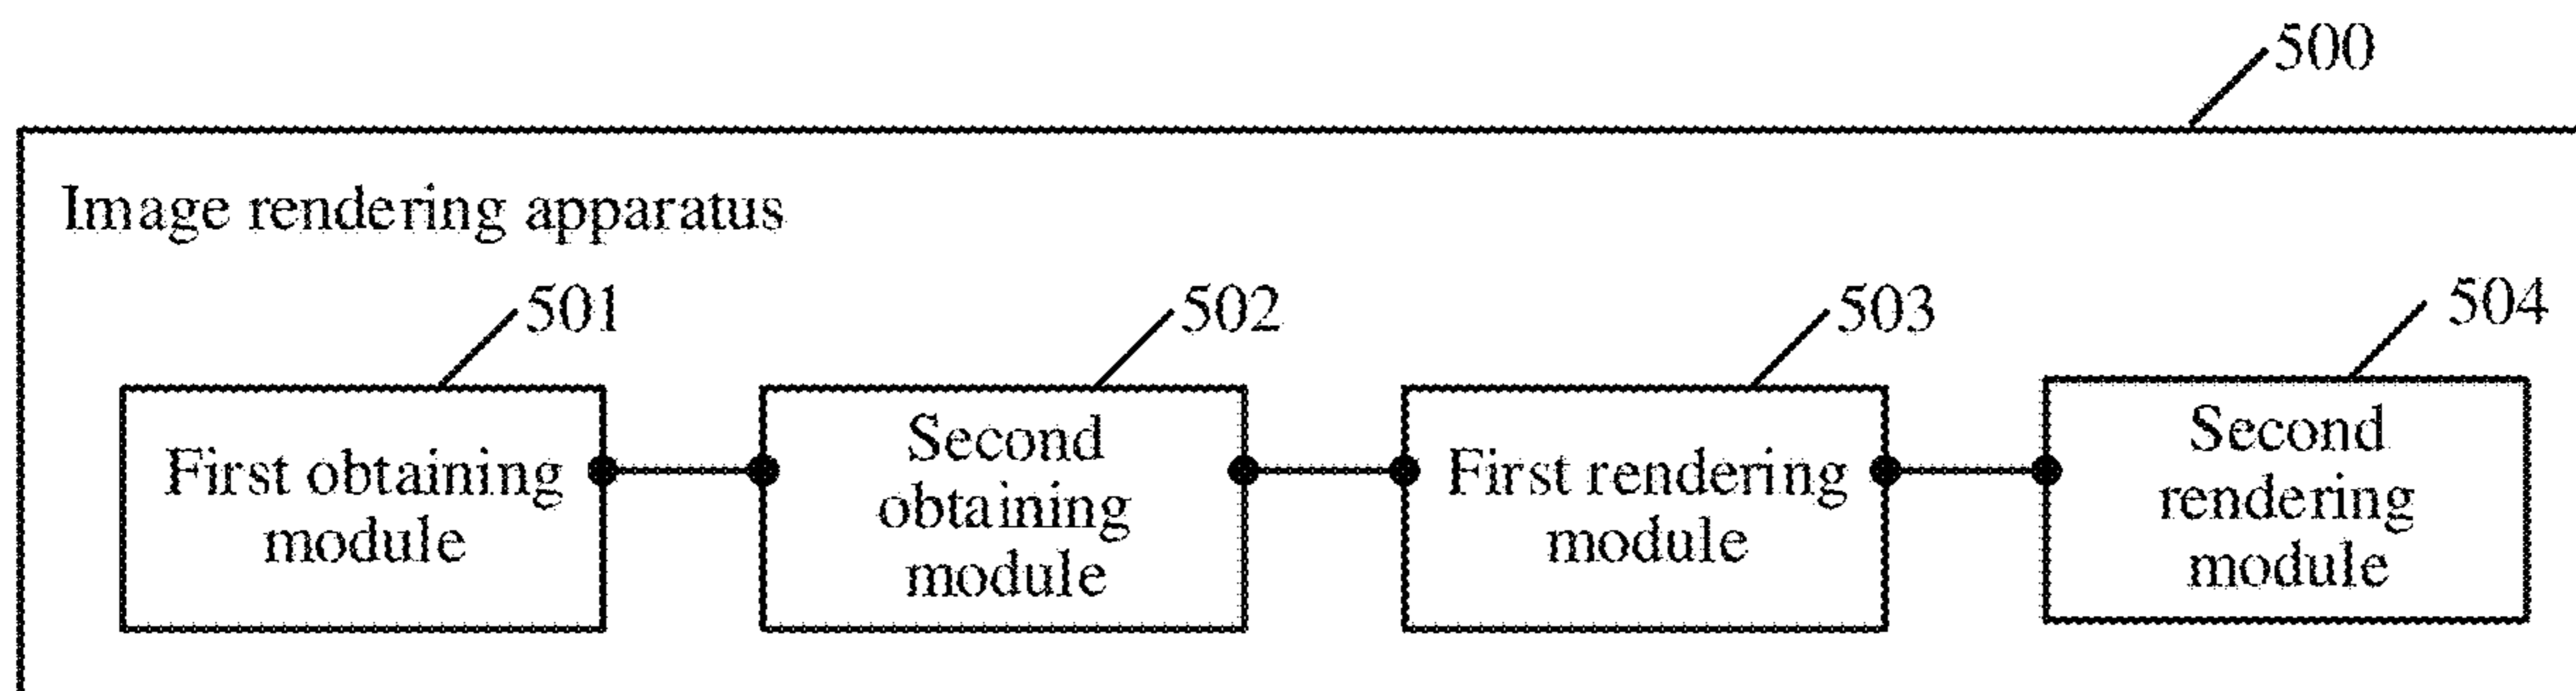 500
Image rendering apparatus
501
502
503
504
First obtaining
module
Second
obtaining
module
First rendering
module
Second
rendering
module